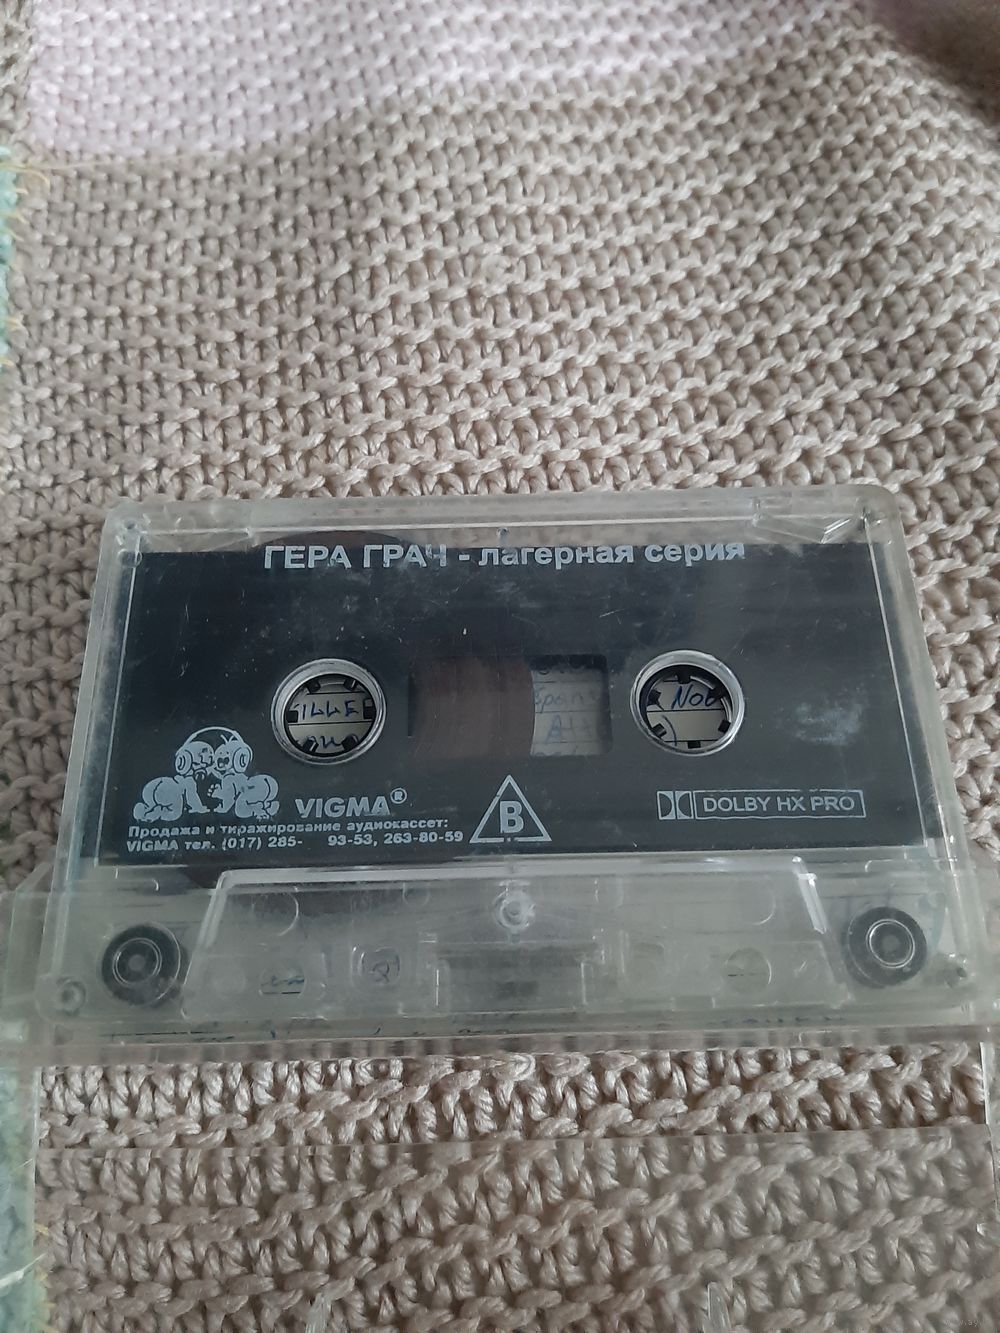 ГЕРА ГРАЧ - лагерная серия
VIGMA®
Продажа и тиражирование аудиокассет:
VIGMA тел. (017) 285- 93-53, 263-80-59
B
DOLBY HX PRO